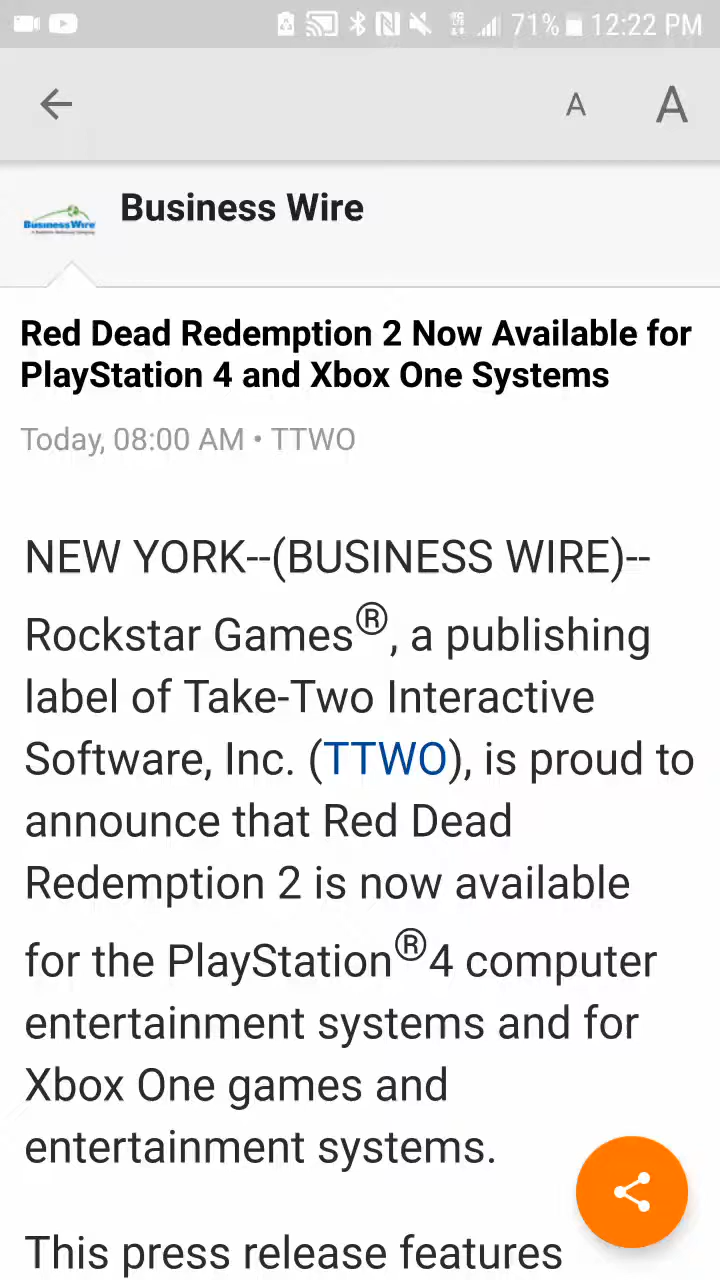 71% 12:22 PM
A A
Business Wire
BusinessWire
Red Dead Redemption 2 Now Available for
PlayStation 4 and Xbox One Systems
Today, 08:00 AM • TTWO
NEW YORK--(BUSINESS WIRE)--
Rockstar Games®, a publishing
label of Take-Two Interactive
Software, Inc. (TTWO), is proud to
announce that Red Dead
Redemption 2 is now available
for the PlayStation®4 computer
entertainment systems and for
Xbox One games and
entertainment systems.
This press release features